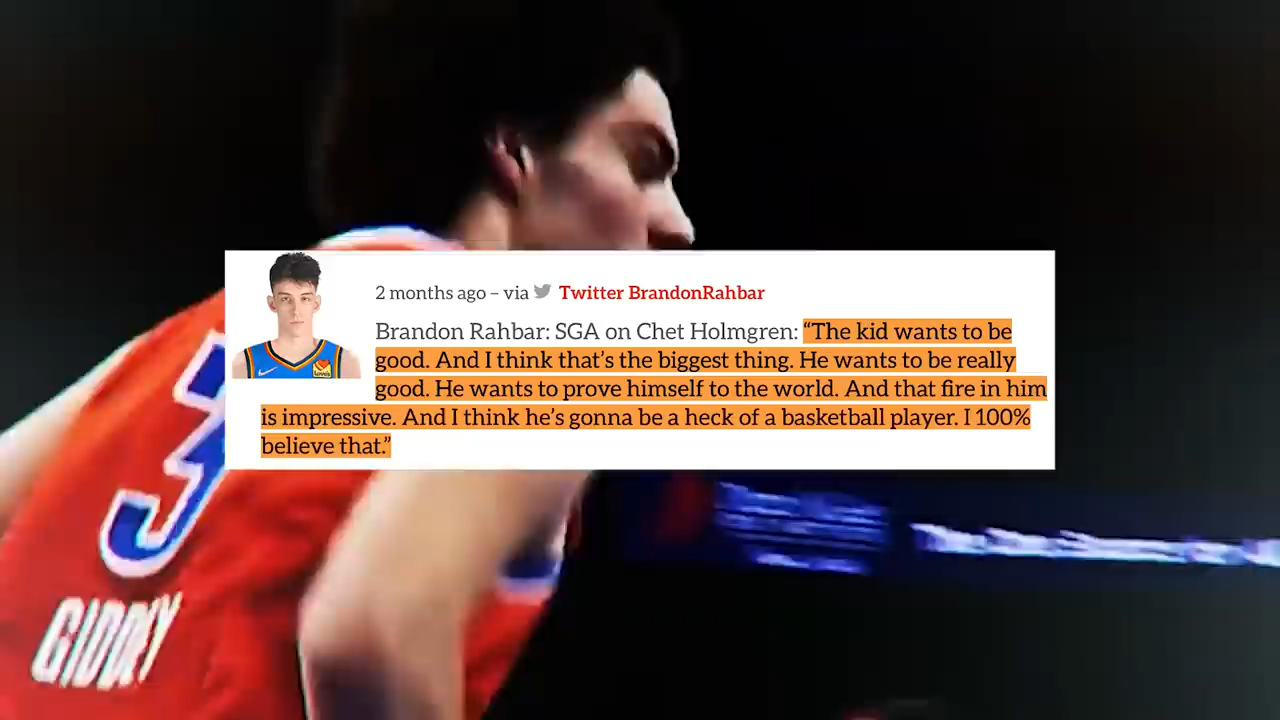 2 months ago – via Twitter BrandonRahbar
Brandon Rahbar: SGA on Chet Holmgren: “The kid wants to be
good. And I think that’s the biggest thing. He wants to be really
good. He wants to prove himself to the world. And that fire in him
is impressive. And I think he’s gonna be a heck of a basketball player. I 100%
believe that.”
3
GIDDEY